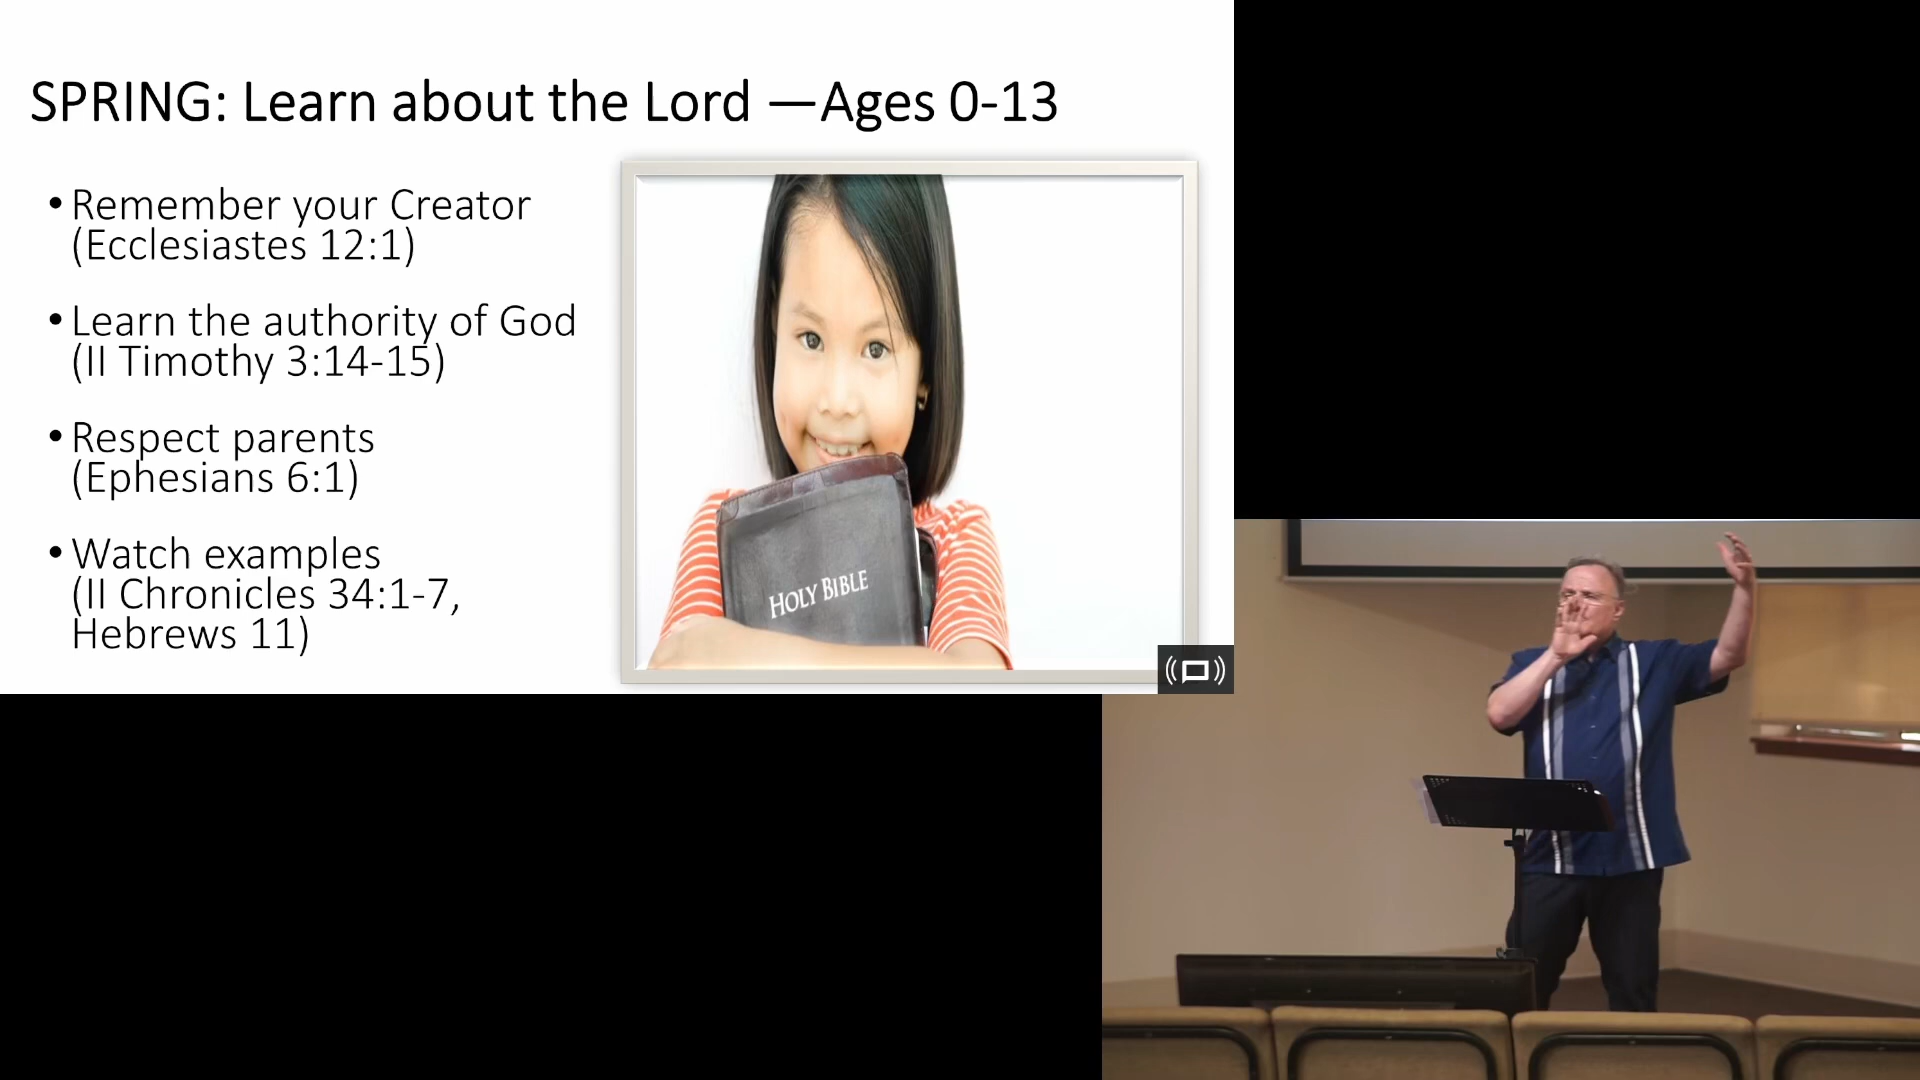 SPRING: Learn about the Lord —Ages 0-13
•Remember your Creator
(Ecclesiastes 12:1)
•Learn the authority of God
(II Timothy 3:14-15)
•Respect parents
(Ephesians 6:1)
•Watch examples
(II Chronicles 34:1-7,
Hebrews 11)
HOLY BIBLE